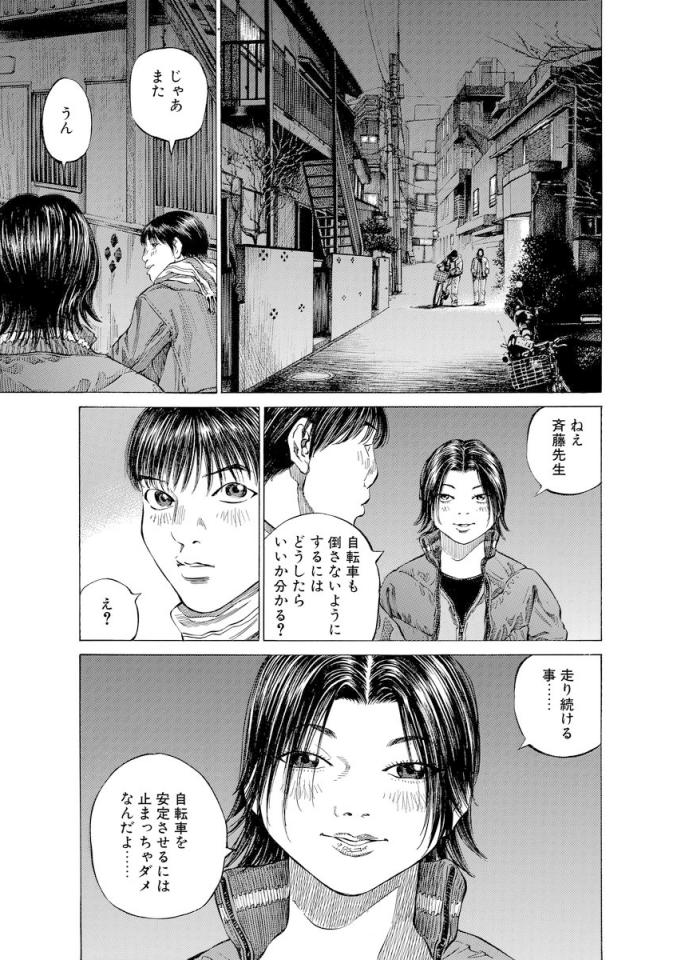 じゃあ
また
うん
ねえ
斉藤先生
自転車も
倒さないように
するには
どうしたら
いいか分かる？
え？
走り続ける
事……
自転車を
安定させるには
止まっちゃダメ
なんだよ……